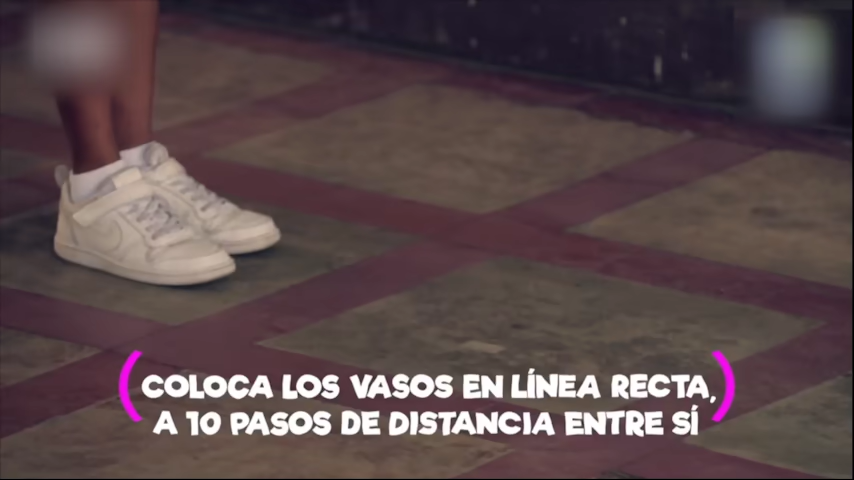 COLOCA LOS VASOS EN LÍNEA RECTA,
A 10 PASOS DE DISTANCIA ENTRE SÍ